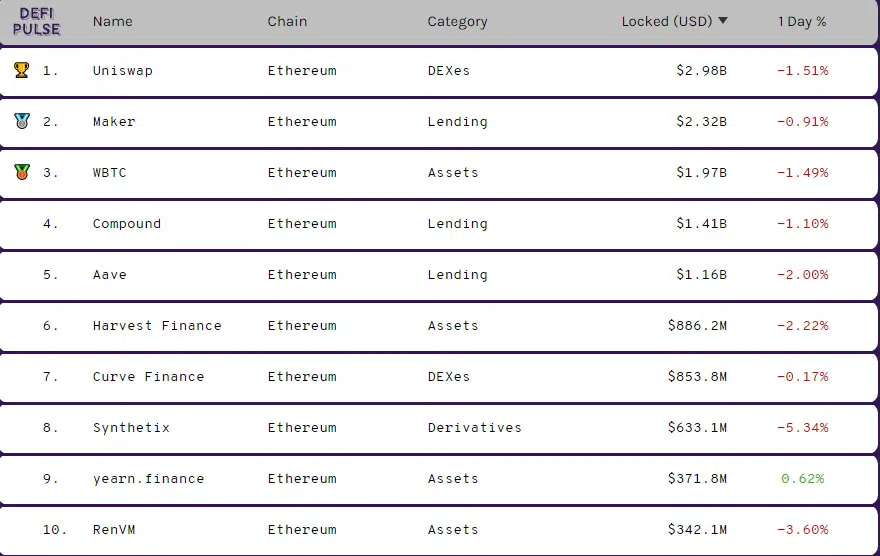 DEFI PULSE Name Chain Category Locked (USD) ▼ 1 Day %
1. Uniswap Ethereum DEXes $2.98B -1.51%
2. Maker Ethereum Lending $2.32B -0.91%
3. WBTC Ethereum Assets $1.97B -1.49%
4. Compound Ethereum Lending $1.41B -1.10%
5. Aave Ethereum Lending $1.16B -2.00%
6. Harvest Finance Ethereum Assets $886.2M -2.22%
7. Curve Finance Ethereum DEXes $853.8M -0.17%
8. Synthetix Ethereum Derivatives $633.1M -5.34%
9. yearn.finance Ethereum Assets $371.8M 0.62%
10. RenVM Ethereum Assets $342.1M -3.60%